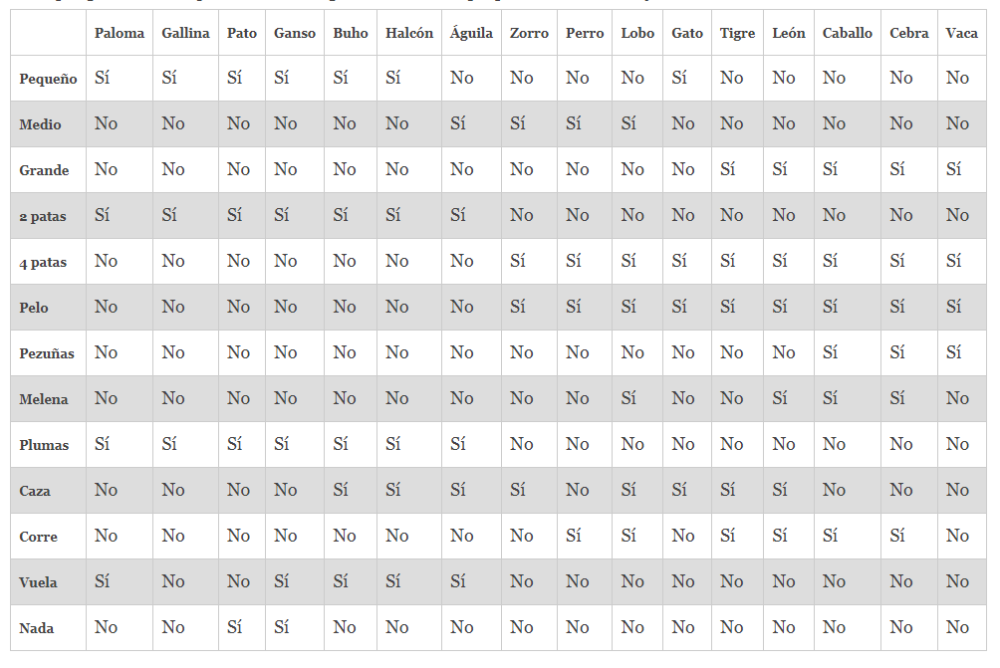 Paloma Gallina Pato Ganso Buho Halcón Águila Zorro Perro Lobo Gato Tigre León Caballo Cebra Vaca
Pequeño Sí Sí Sí Sí Sí Sí No No No No Sí No No No No No
Medio No No No No No No Sí Sí Sí Sí No No No No No No
Grande No No No No No No No No No No No Sí Sí Sí Sí Sí
2 patas Sí Sí Sí Sí Sí Sí Sí No No No No No No No No No
4 patas No No No No No No No Sí Sí Sí Sí Sí Sí Sí Sí Sí
Pelo No No No No No No No Sí Sí Sí Sí Sí Sí Sí Sí Sí
Pezuñas No No No No No No No No No No No No No Sí Sí Sí
Melena No No No No No No No No No Sí No No Sí Sí Sí No
Plumas Sí Sí Sí Sí Sí Sí Sí No No No No No No No No No
Caza No No No No Sí Sí Sí Sí No Sí Sí Sí Sí No No No
Corre No No No No No No No No Sí Sí No Sí Sí Sí Sí No
Vuela Sí No No Sí Sí Sí Sí No No No No No No No No No
Nada No No Sí Sí No No No No No No No No No No No No